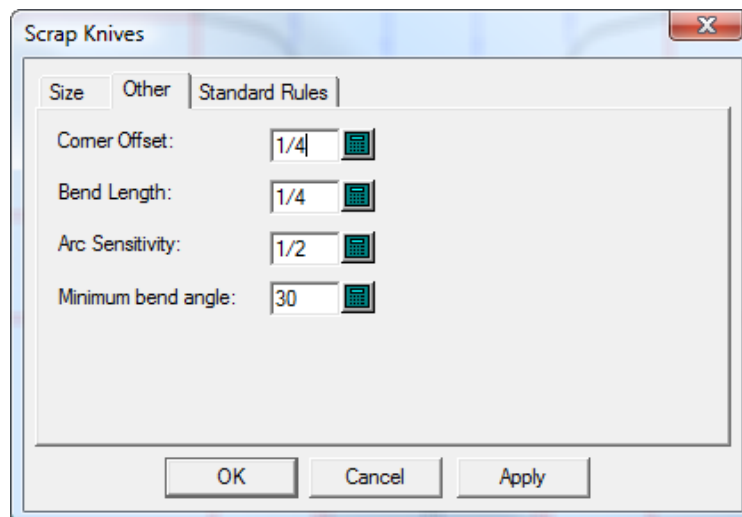 Scrap Knives
Size Other Standard Rules
Corner Offset: 1/4
Bend Length: 1/4
Arc Sensitivity: 1/2
Minimum bend angle: 30
OK Cancel Apply